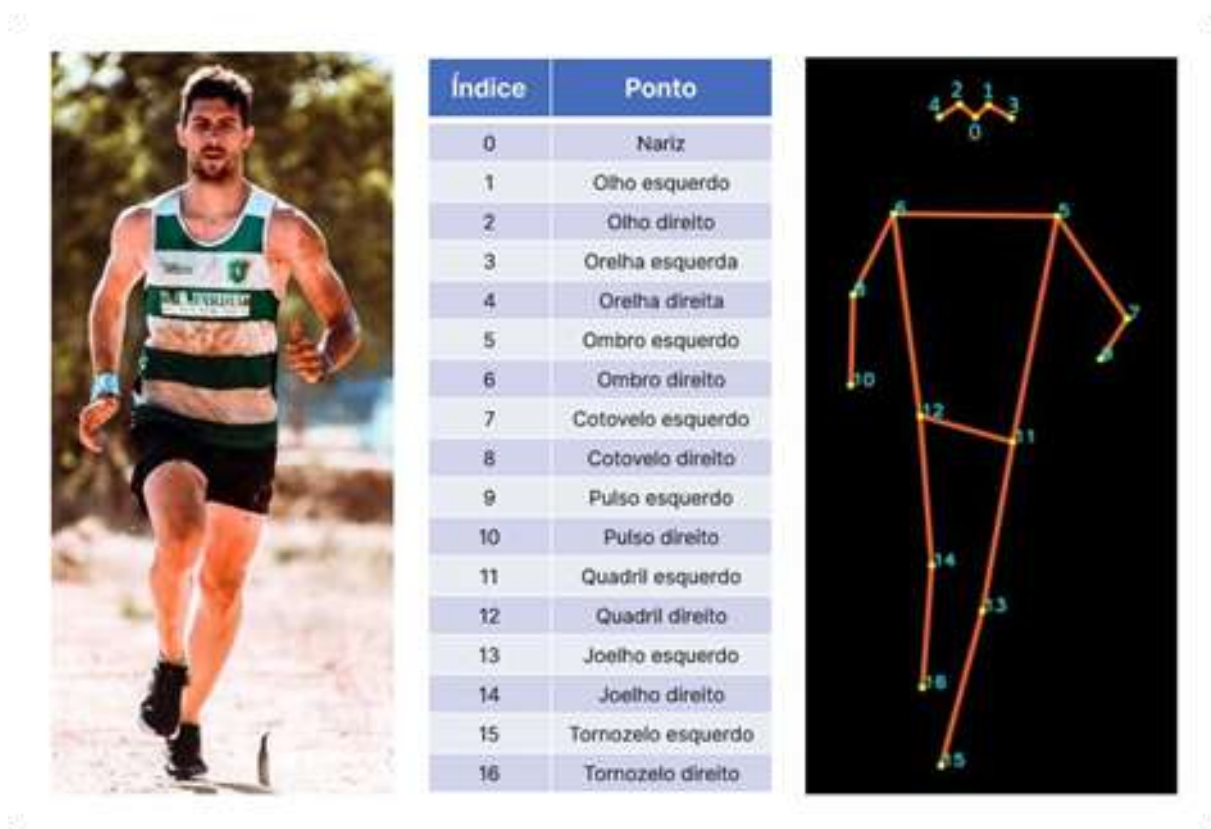 Índice Ponto
0 Nariz
1 Olho esquerdo
2 Olho direito
3 Orelha esquerda
4 Orelha direita
5 Ombro esquerdo
6 Ombro direito
7 Cotovelo esquerdo
8 Cotovelo direito
9 Pulso esquerdo
10 Pulso direito
11 Quadril esquerdo
12 Quadril direito
13 Joelho esquerdo
14 Joelho direito
15 Tornozelo esquerdo
16 Tornozelo direito
4 2 1 3
0
6 5
8 7
9
10
12 11
14
13
16
15